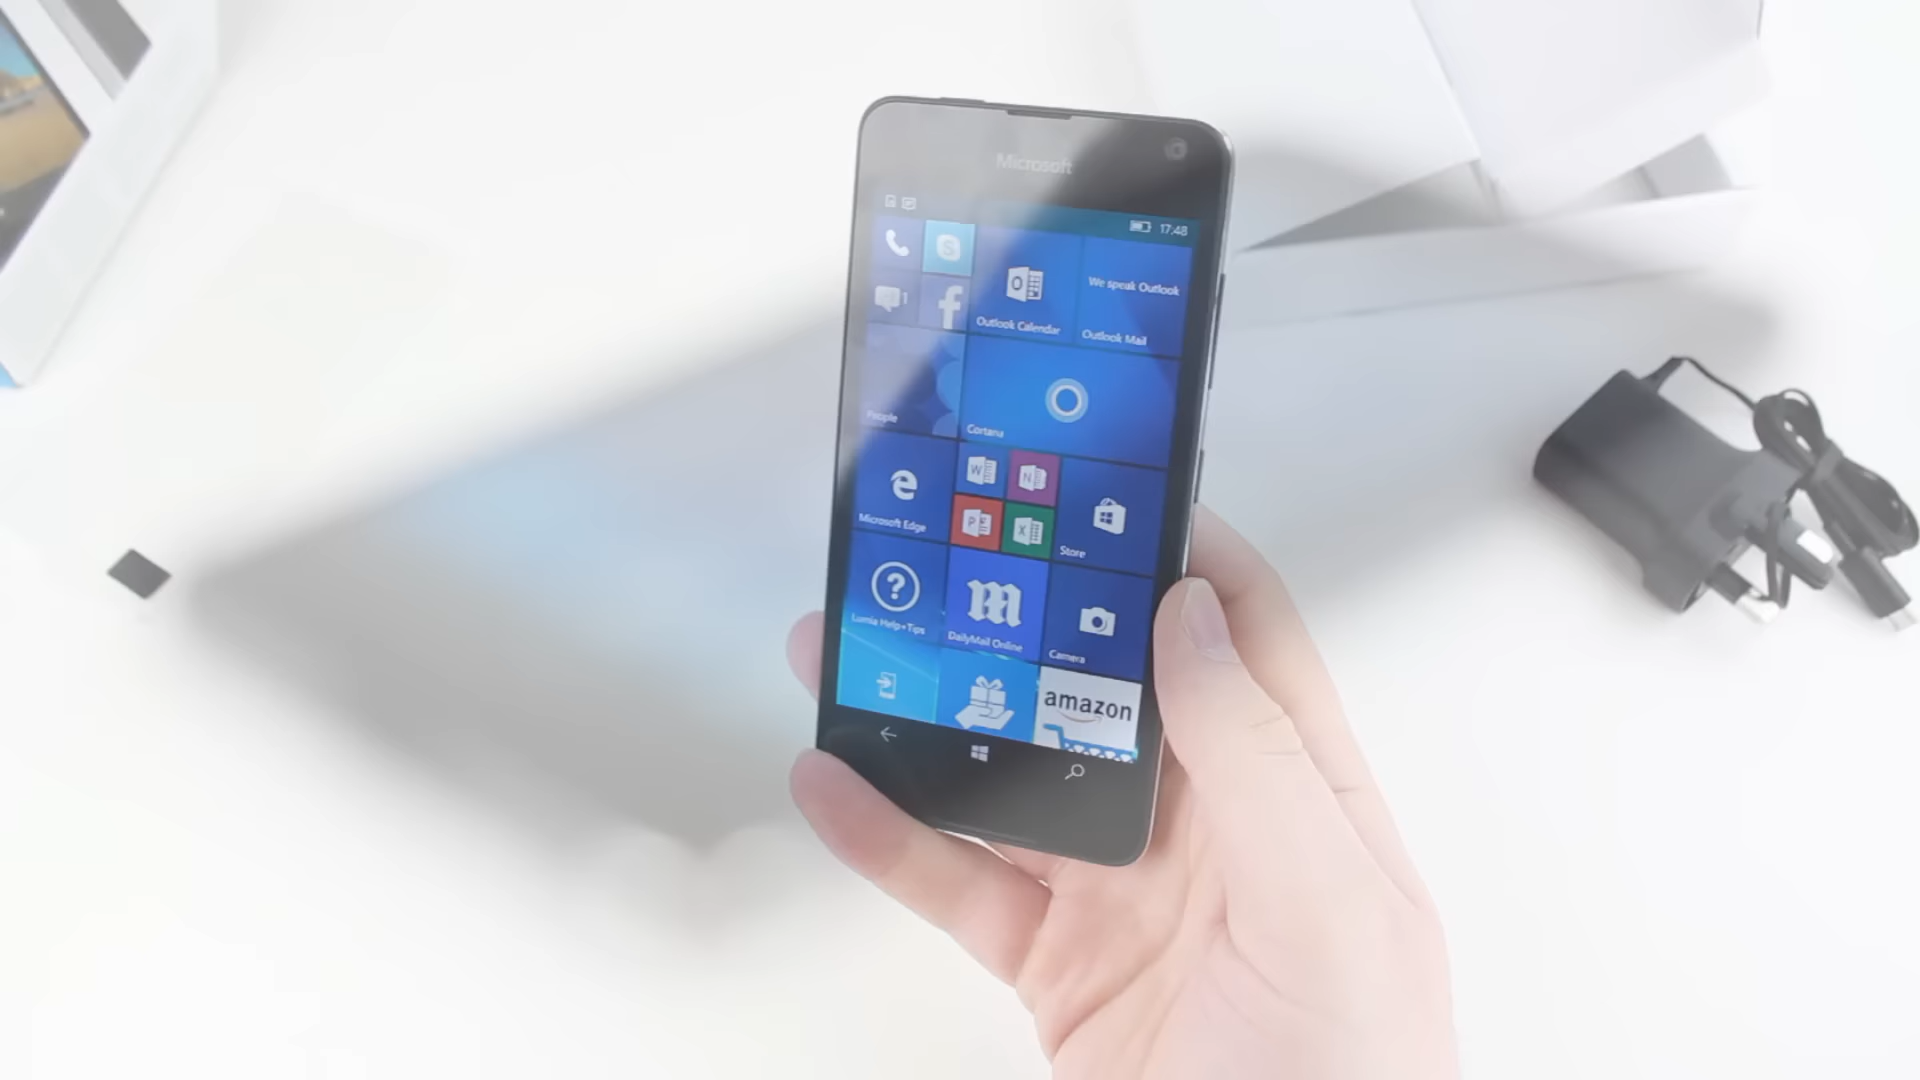 Microsoft
17:48
S
1
f
Outlook Calendar
We speak Outlook
Outlook Mail
People
Cortana
Microsoft Edge
W
N
P
X
Store
?
Lumia Help+Tips
m
DailyMail Online
Camera
amazon